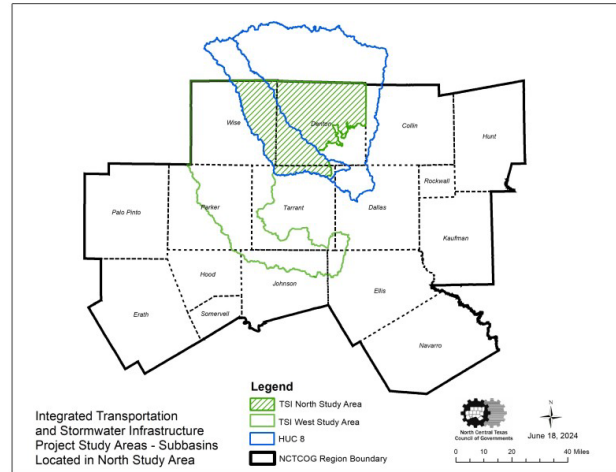 Wise
Denton
Collin
Hunt
Palo Pinto
Parker
Tarrant
Dallas
Rockwall
Kaufman
Hood
Johnson
Ellis
Erath
Somervell
Navarro
Legend
TSI North Study Area
TSI West Study Area
HUC 8
NCTCOG Region Boundary
Integrated Transportation
and Stormwater Infrastructure
Project Study Areas - Subbasins
Located in North Study Area
North Central Texas
Council of Governments
N
June 18, 2024
0 10 20 40 Miles